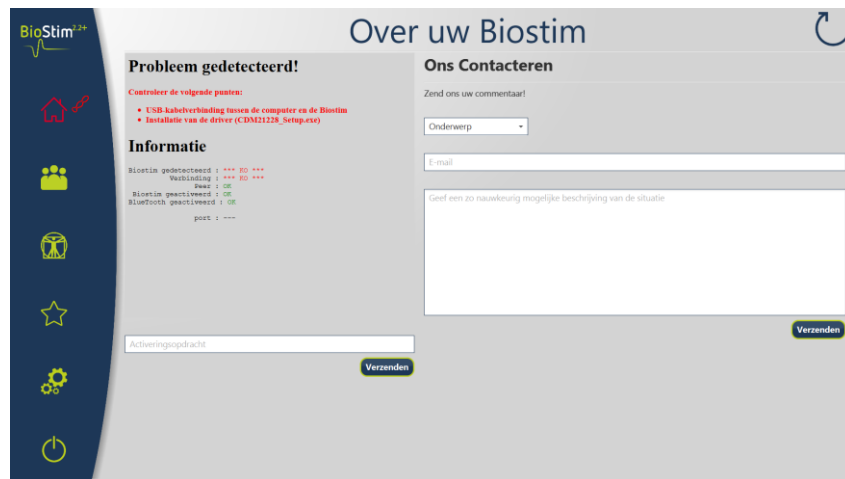 BioStim2.2+
Over uw Biostim
Probleem gedetecteerd!
Controleer de volgende punten:
USB-kabelverbinding tussen de computer en de Biostim
Installatie van de driver (CDM21228_Setup.exe)
Informatie
Biostim gedetecteerd : *** KO ***
Verbinding : *** KO ***
Peer : OK
Biostim geactiveerd : OK
BlueTooth geactiveerd : OK
port : ---
Activeringsopdracht
Verzenden
Ons Contacteren
Zend ons uw commentaar!
Onderwerp
E-mail
Geef een zo nauwkeurig mogelijke beschrijving van de situatie
Verzenden